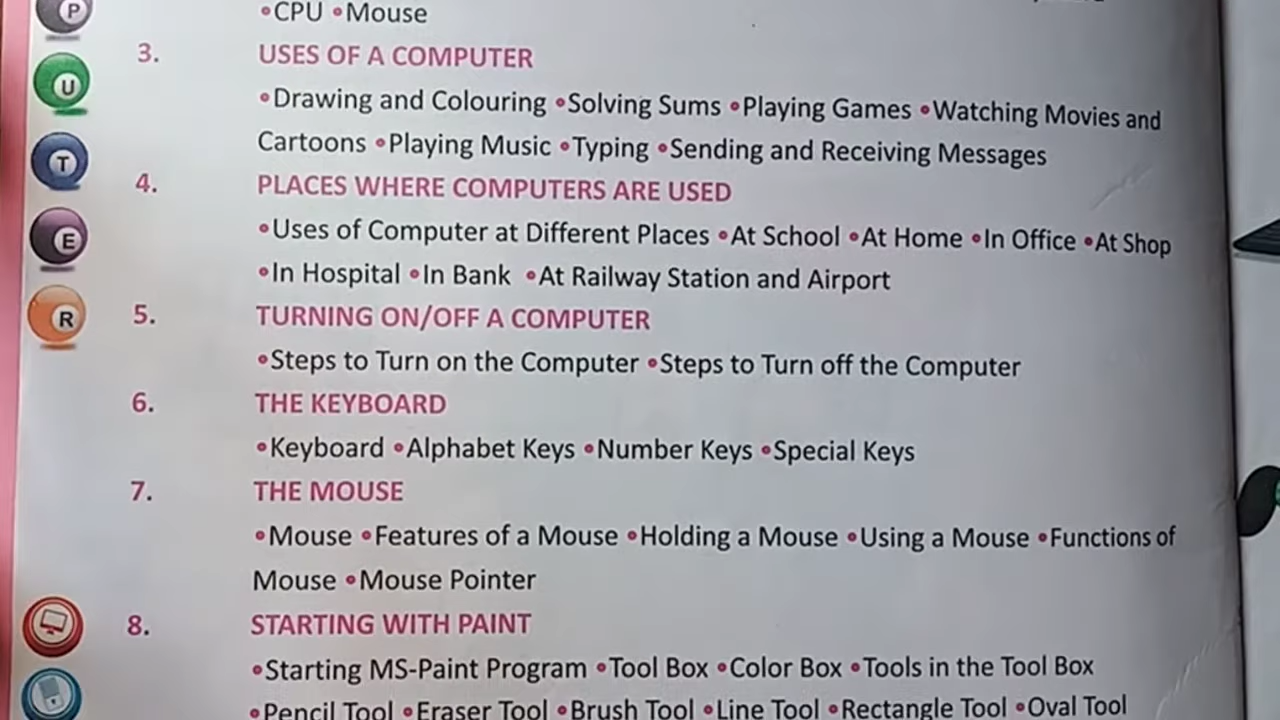 P
•CPU •Mouse
3. USES OF A COMPUTER
U
•Drawing and Colouring •Solving Sums •Playing Games •Watching Movies and
Cartoons •Playing Music •Typing •Sending and Receiving Messages
T
4. PLACES WHERE COMPUTERS ARE USED
E
•Uses of Computer at Different Places •At School •At Home •In Office •At Shop
•In Hospital •In Bank •At Railway Station and Airport
R
5. TURNING ON/OFF A COMPUTER
•Steps to Turn on the Computer •Steps to Turn off the Computer
6. THE KEYBOARD
•Keyboard •Alphabet Keys •Number Keys •Special Keys
7. THE MOUSE
•Mouse •Features of a Mouse •Holding a Mouse •Using a Mouse •Functions of
Mouse •Mouse Pointer
8. STARTING WITH PAINT
•Starting MS-Paint Program •Tool Box •Color Box •Tools in the Tool Box
•Pencil Tool •Eraser Tool •Brush Tool •Line Tool •Rectangle Tool •Oval Tool